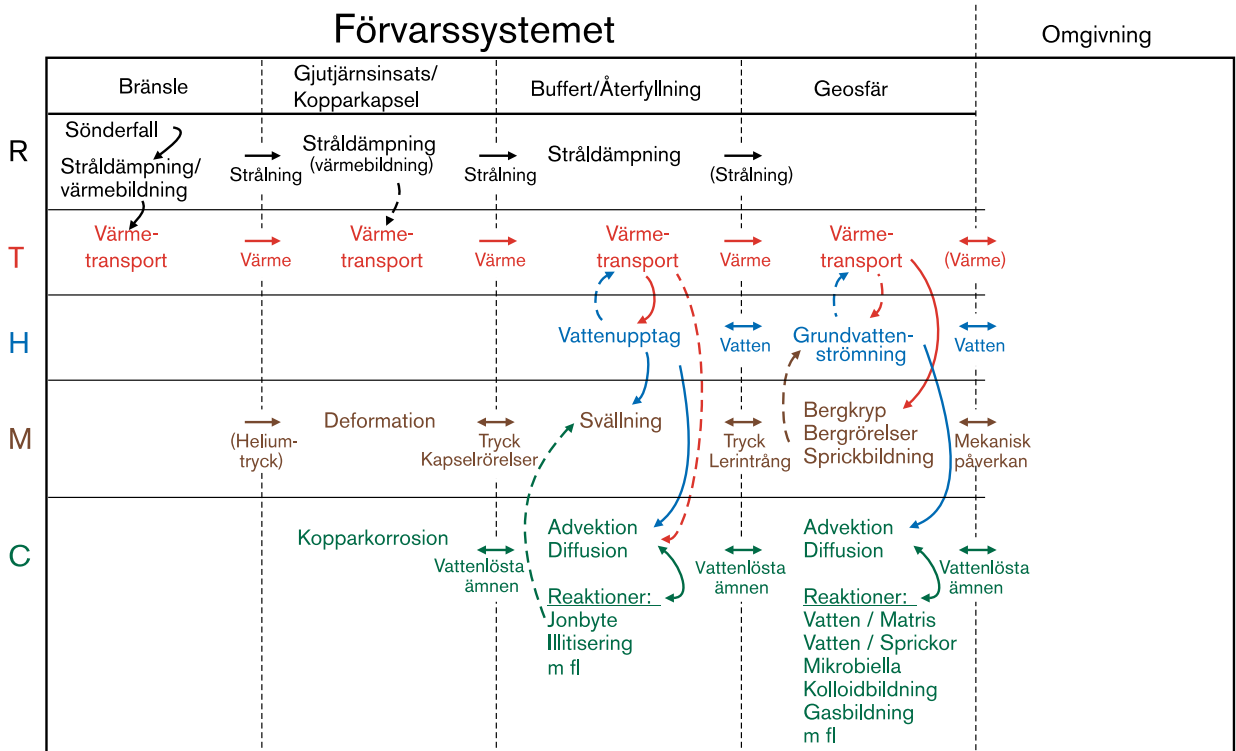 Förvarssystemet
Omgivning
Bränsle
Gjutjärnsinsats/
Kopparkapsel
Buffert/Återfyllning
Geosfär
R
Sönderfall
Stråldämpning/
värmebildning
Strålning
Stråldämpning
(värmebildning)
Strålning
Stråldämpning
(Strålning)
T
Värme-
transport
Värme
Värme-
transport
Värme
Värme-
transport
Värme
Värme-
transport
(Värme)
H
Vattenupptag
Vatten
Grundvatten-
strömning
Vatten
M
(Helium-
tryck)
Deformation
Tryck
Kapselrörelser
Svällning
Tryck
Lerintrång
Bergkryp
Bergrörelser
Sprickbildning
Mekanisk
påverkan
C
Kopparkorrosion
Vattenlösta
ämnen
Advektion
Diffusion
Reaktioner:
Jonbyte
Illitisering
m fl
Vattenlösta
ämnen
Advektion
Diffusion
Reaktioner:
Vatten / Matris
Vatten / Sprickor
Mikrobiella
Kolloidbildning
Gasbildning
m fl
Vattenlösta
ämnen